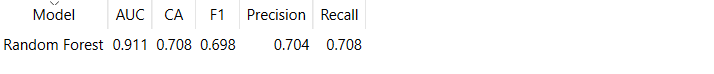 Model AUC CA F1 Precision Recall
Random Forest 0.911 0.708 0.698 0.704 0.708